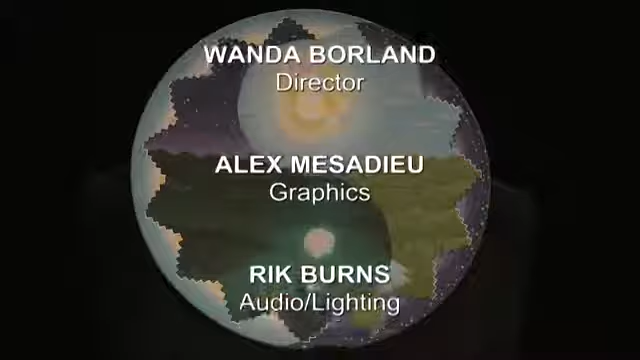 WANDA BORLAND
Director
ALEX MESADIEU
Graphics
RIK BURNS
Audio/Lighting